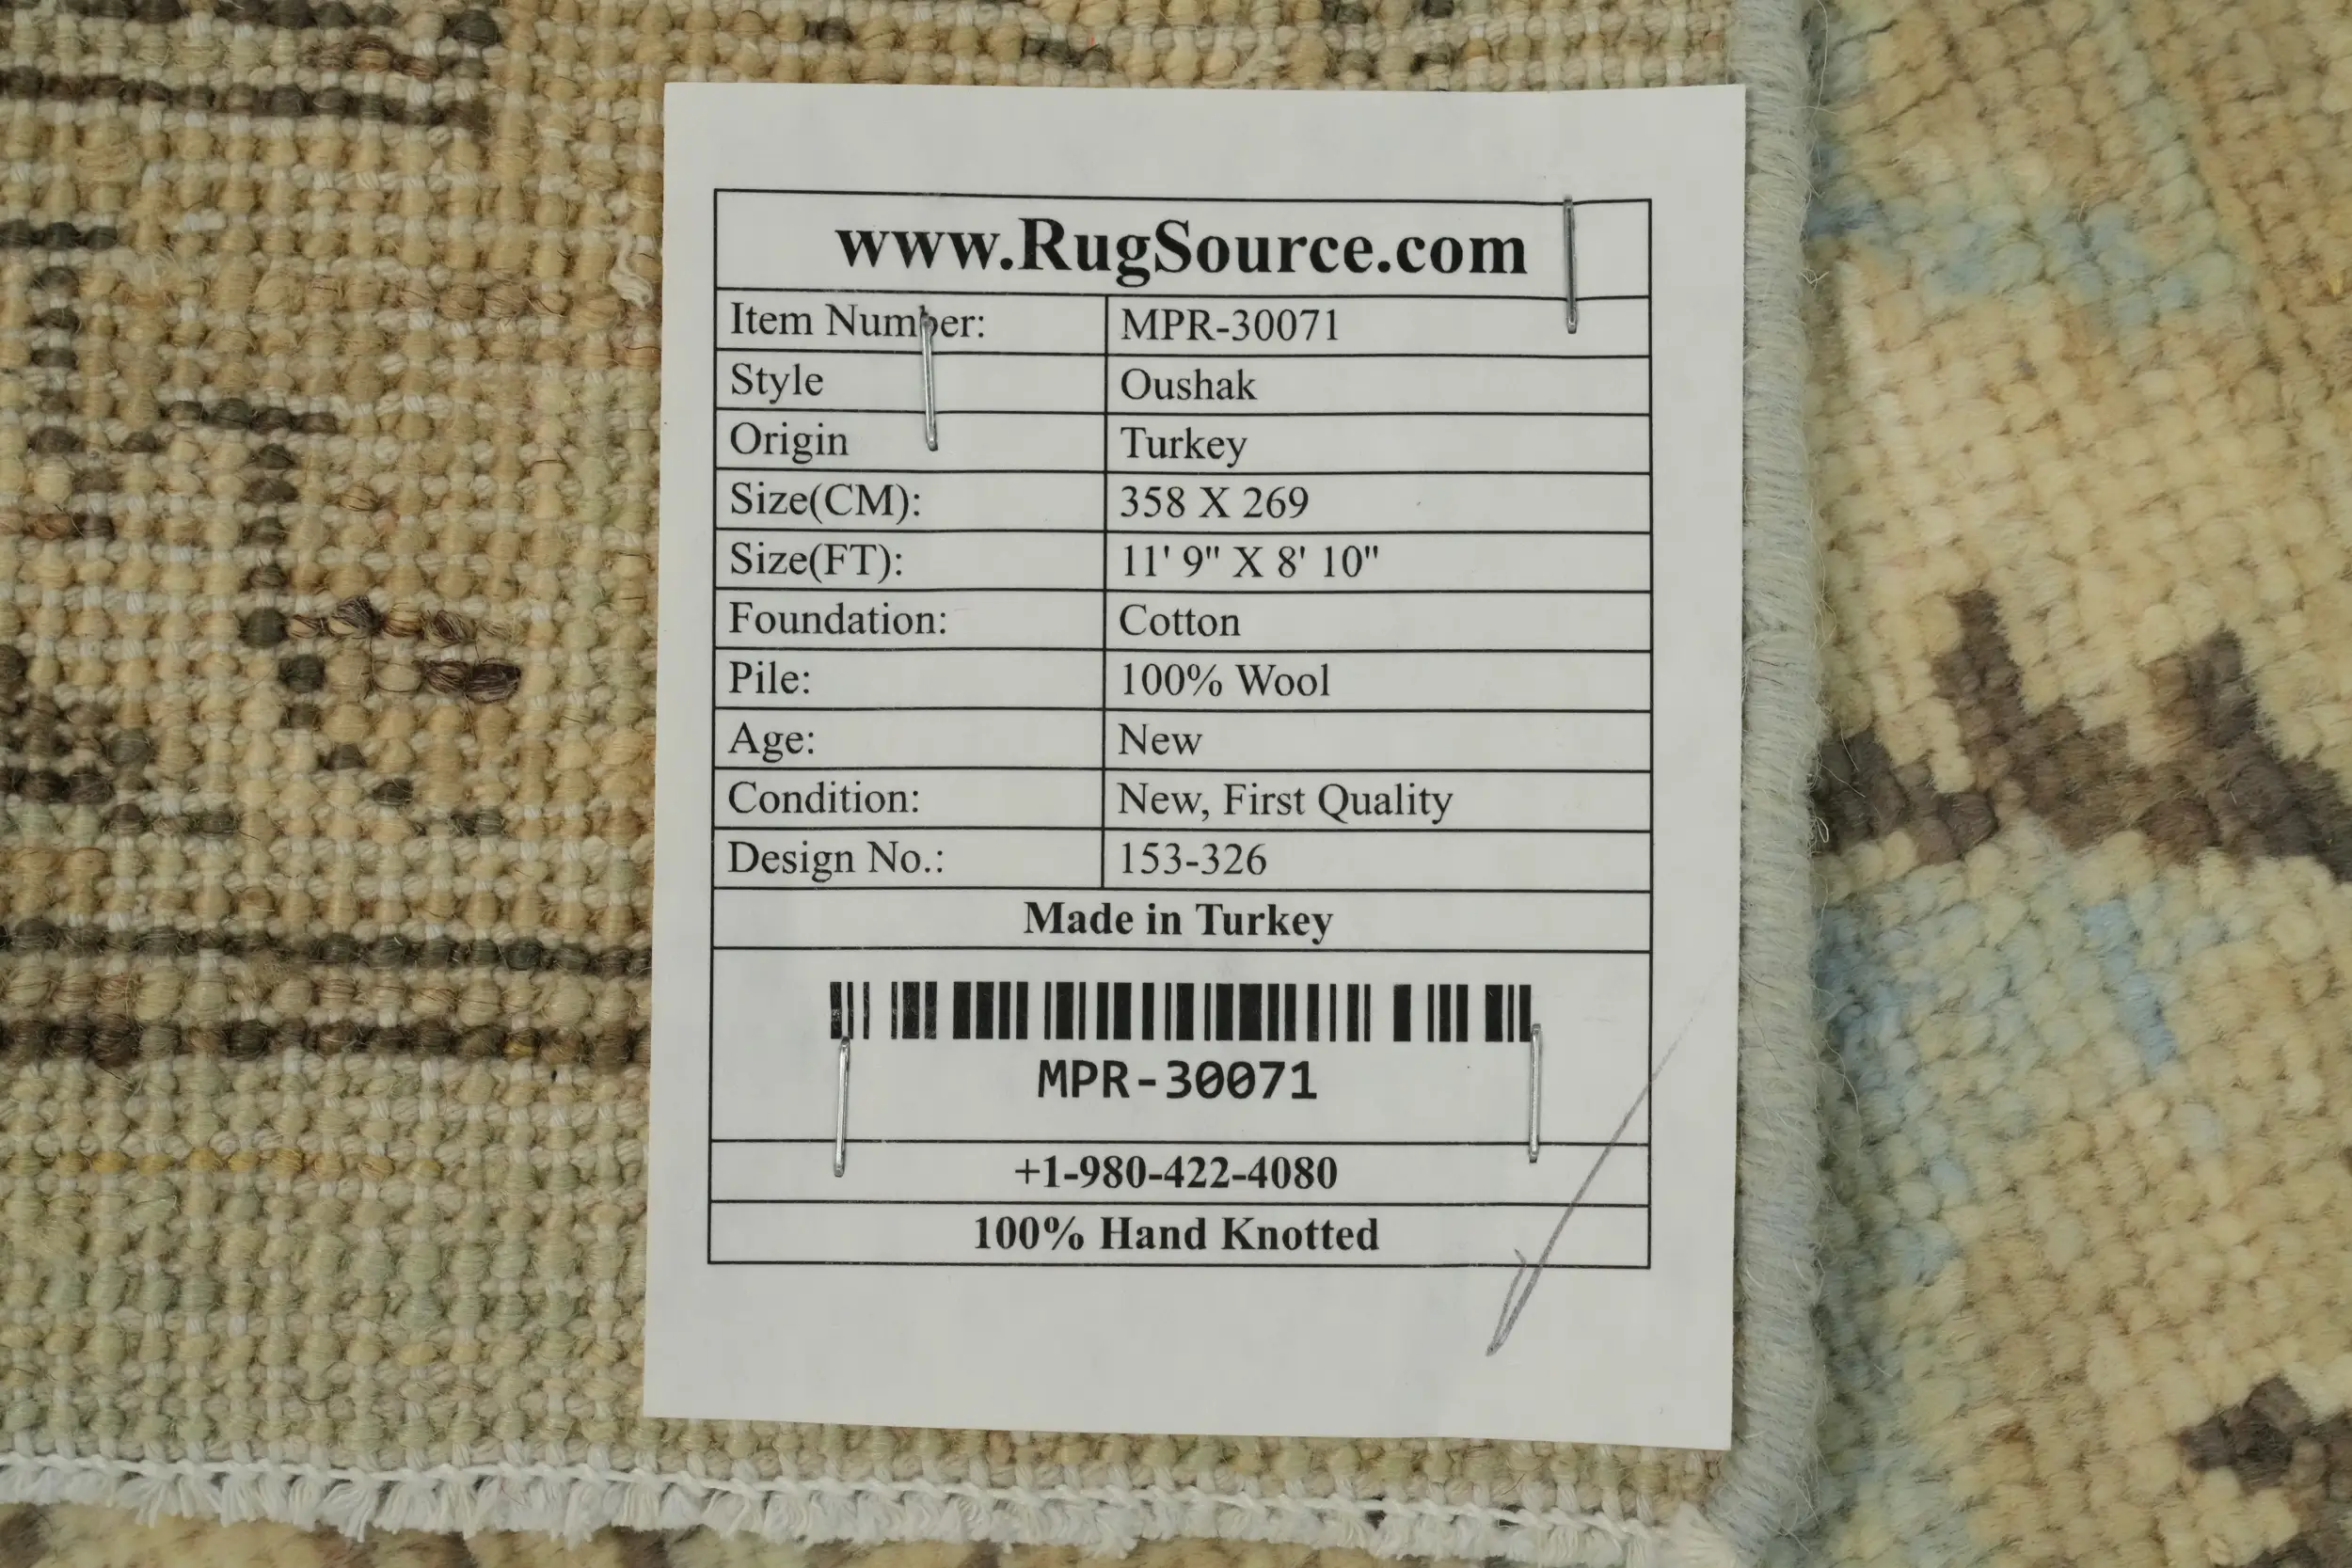 www.RugSource.com
Item Number: MPR-30071
Style Oushak
Origin Turkey
Size(CM): 358 X 269
Size(FT): 11' 9" X 8' 10"
Foundation: Cotton
Pile: 100% Wool
Age: New
Condition: New, First Quality
Design No.: 153-326
Made in Turkey
MPR-30071
+1-980-422-4080
100% Hand Knotted